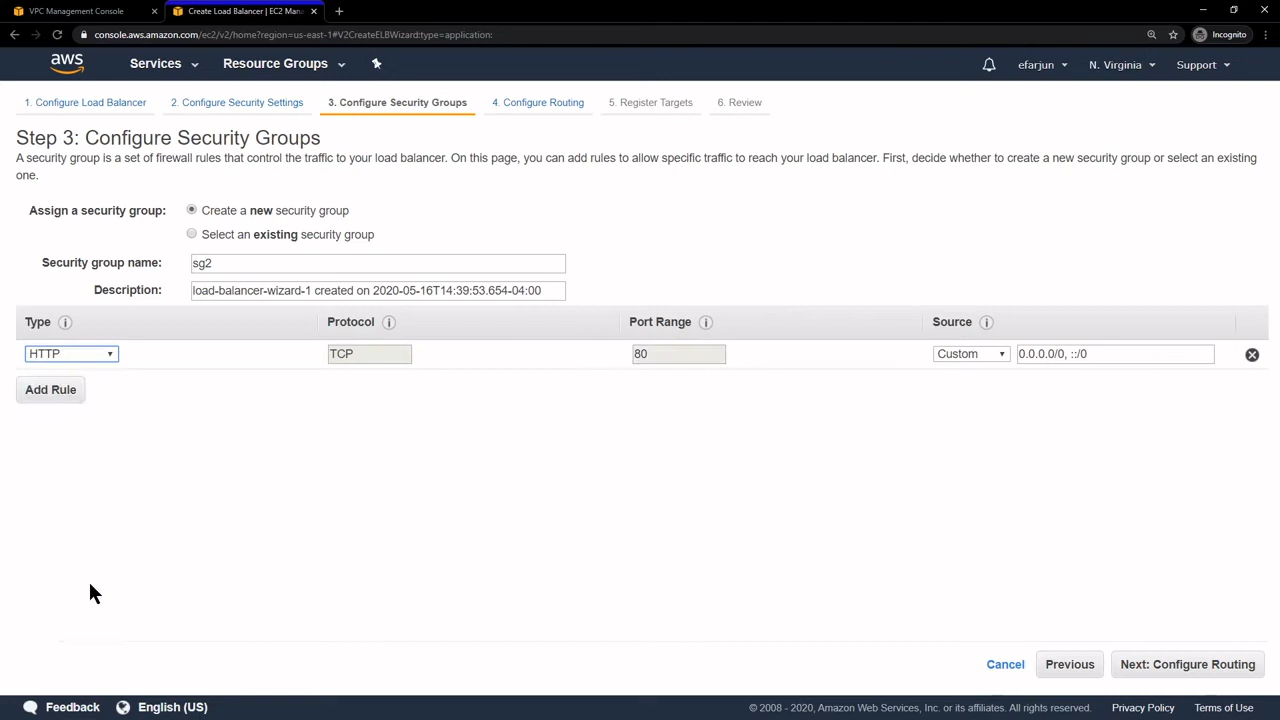 VPC Management Console
Create Load Balancer | EC2 Man
console.aws.amazon.com/ec2/v2/home?region=us-east-1#V2CreateELBWizard:type=application:
Incognito
aws
Services
Resource Groups
efarjun
N. Virginia
Support
1. Configure Load Balancer
2. Configure Security Settings
3. Configure Security Groups
4. Configure Routing
5. Register Targets
6. Review
Step 3: Configure Security Groups
A security group is a set of firewall rules that control the traffic to your load balancer. On this page, you can add rules to allow specific traffic to reach your load balancer. First, decide whether to create a new security group or select an existing
one.
Assign a security group:
Create a new security group
Select an existing security group
Security group name:
sg2
Description:
load-balancer-wizard-1 created on 2020-05-16T14:39:53.654-04:00
Type
Protocol
Port Range
Source
HTTP
TCP
80
Custom
0.0.0.0/0, ::/0
Add Rule
Cancel
Previous
Next: Configure Routing
Feedback
English (US)
© 2008 - 2020, Amazon Web Services, Inc. or its affiliates. All rights reserved.
Privacy Policy
Terms of Use